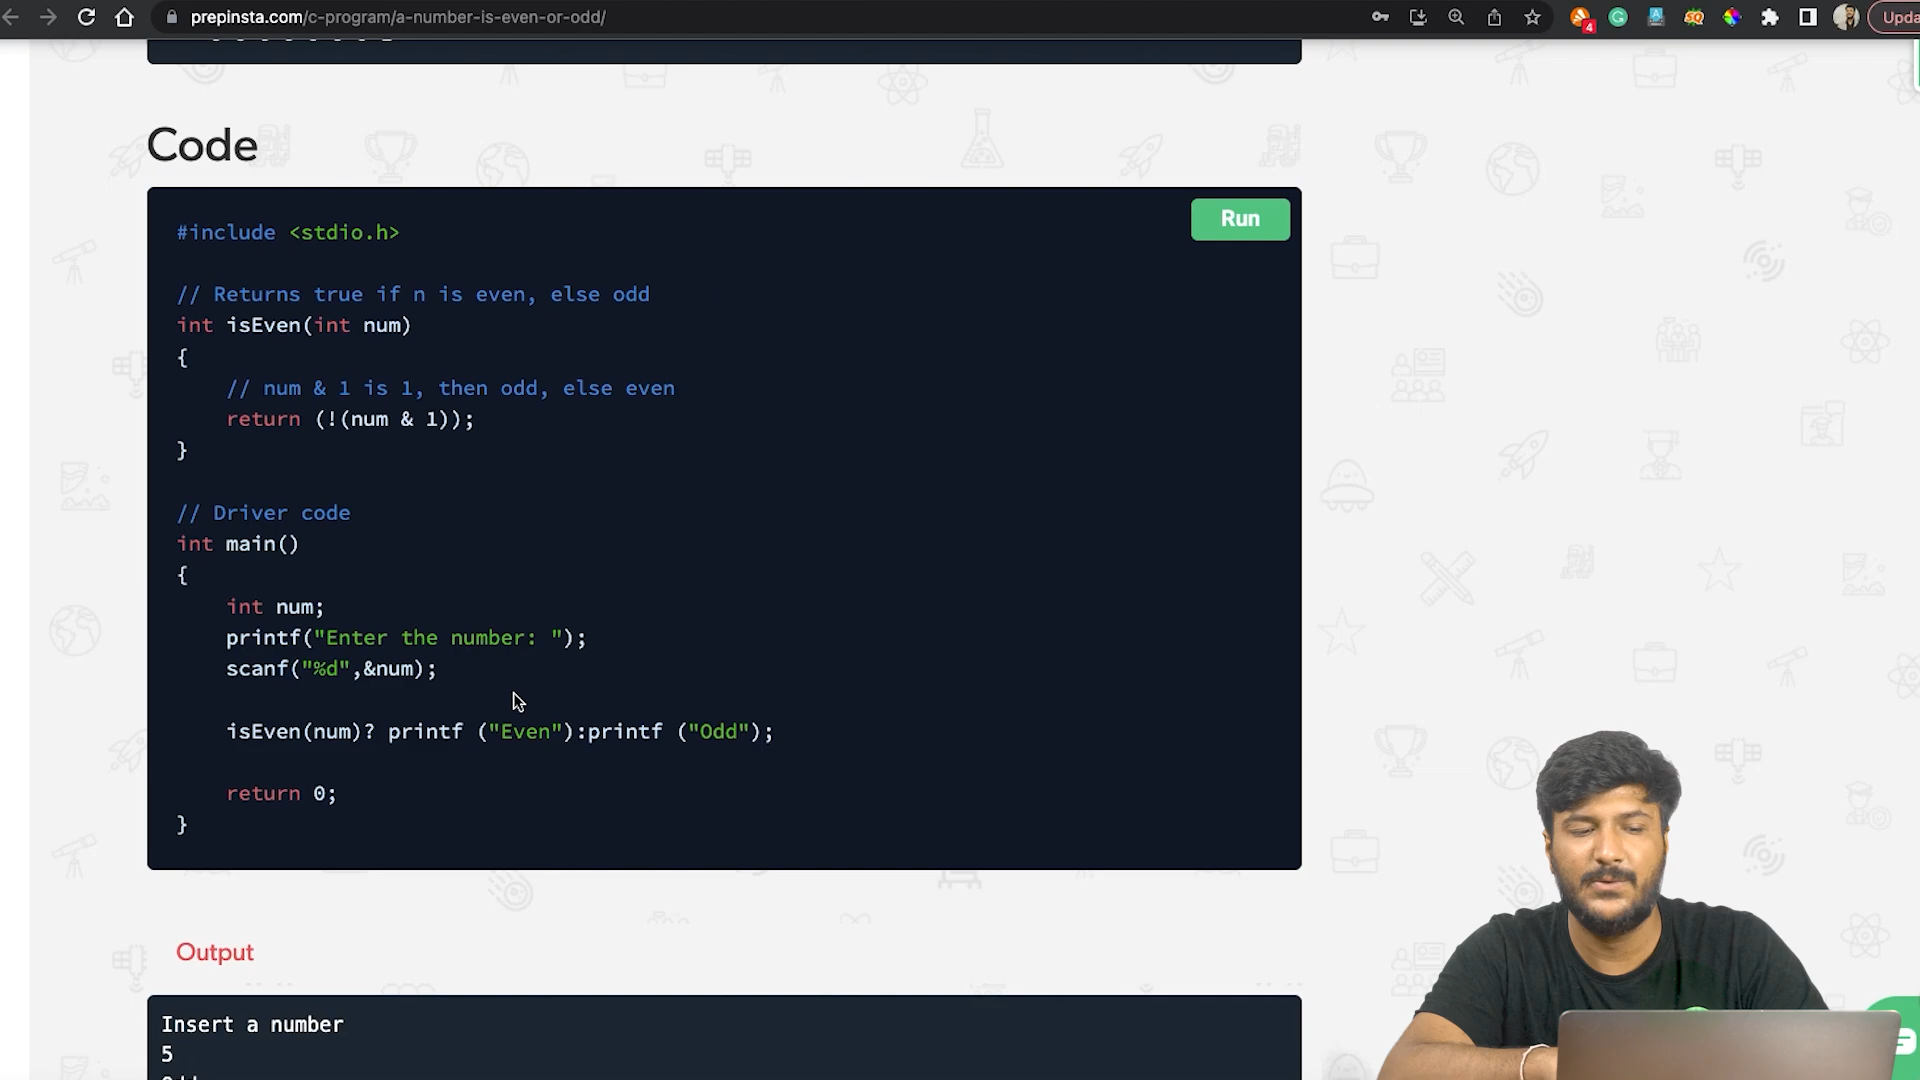 prepinsta.com/c-program/a-number-is-even-or-odd/
4
SQ
Upda
Code
Run
#include <stdio.h>
// Returns true if n is even, else odd
int isEven(int num)
{
// num & 1 is 1, then odd, else even
return (!(num & 1));
}
// Driver code
int main()
{
int num;
printf("Enter the number: ");
scanf("%d",&num);
isEven(num)? printf ("Even"):printf ("Odd");
return 0;
}
Output
Insert a number
5